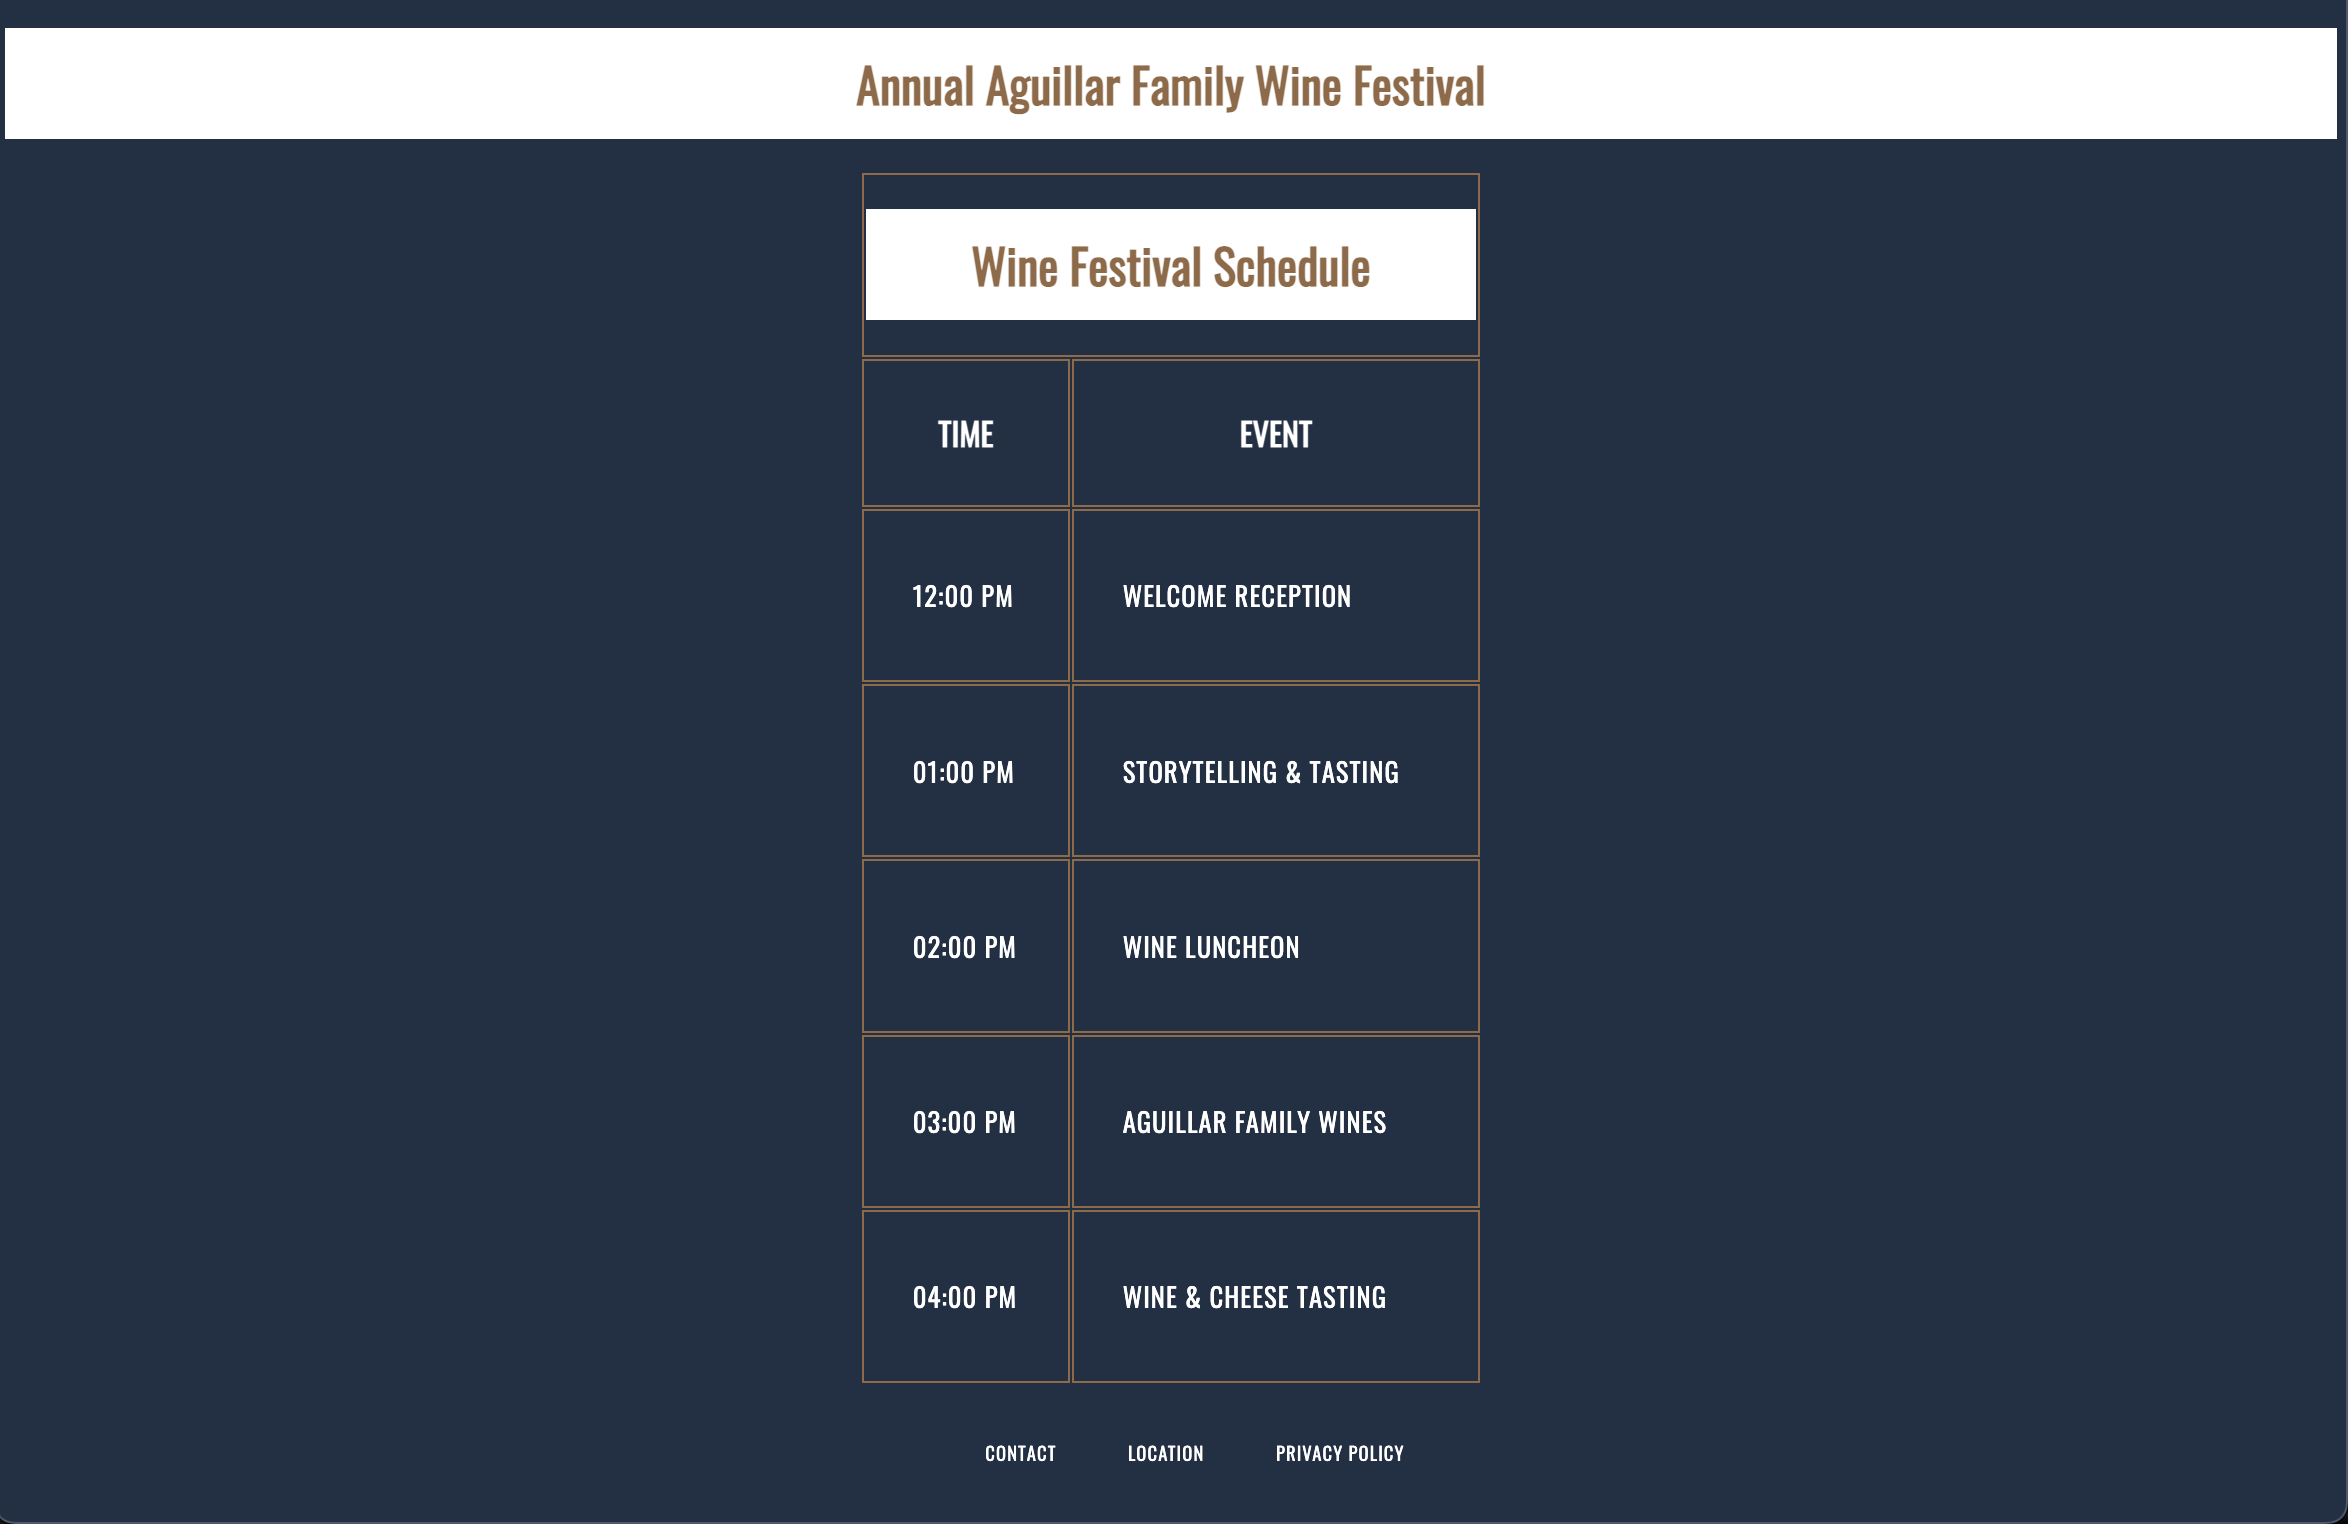 Annual Aguillar Family Wine Festival
Wine Festival Schedule
TIME EVENT
12:00 PM WELCOME RECEPTION
01:00 PM STORYTELLING & TASTING
02:00 PM WINE LUNCHEON
03:00 PM AGUILLAR FAMILY WINES
04:00 PM WINE & CHEESE TASTING
CONTACT LOCATION PRIVACY POLICY